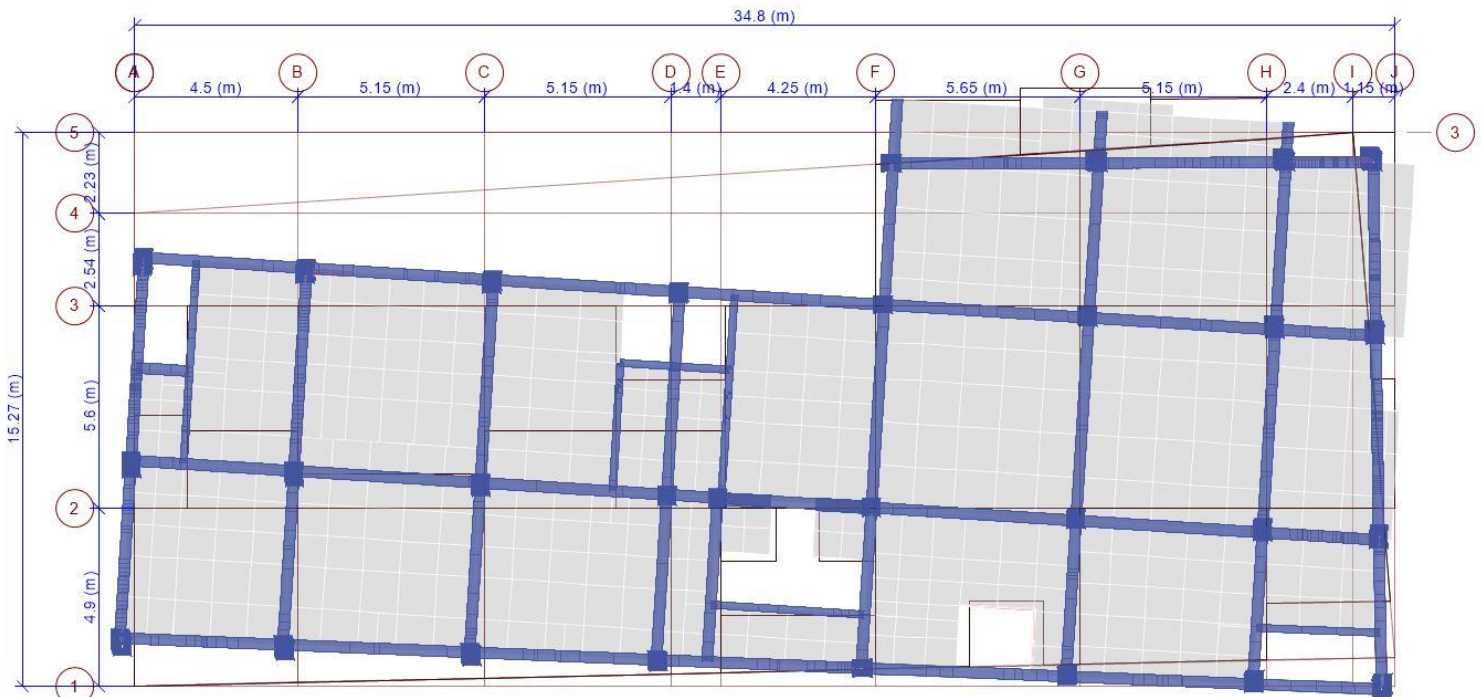 34.8 (m)
A B C D E F G H I J
4.5 (m) 5.15 (m) 5.15 (m) 1.4 (m) 4.25 (m) 5.65 (m) 5.15 (m) 2.4 (m) 1.15 (m)
5 3
2.23 (m)
4
2.54 (m)
3
15.27 (m)
5.6 (m)
2
4.9 (m)
1